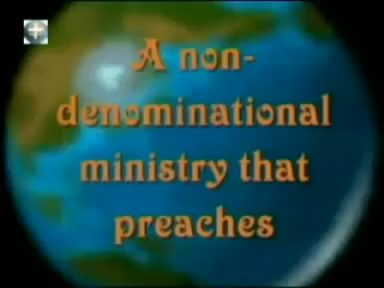 A non-
denominational
ministry that
preaches